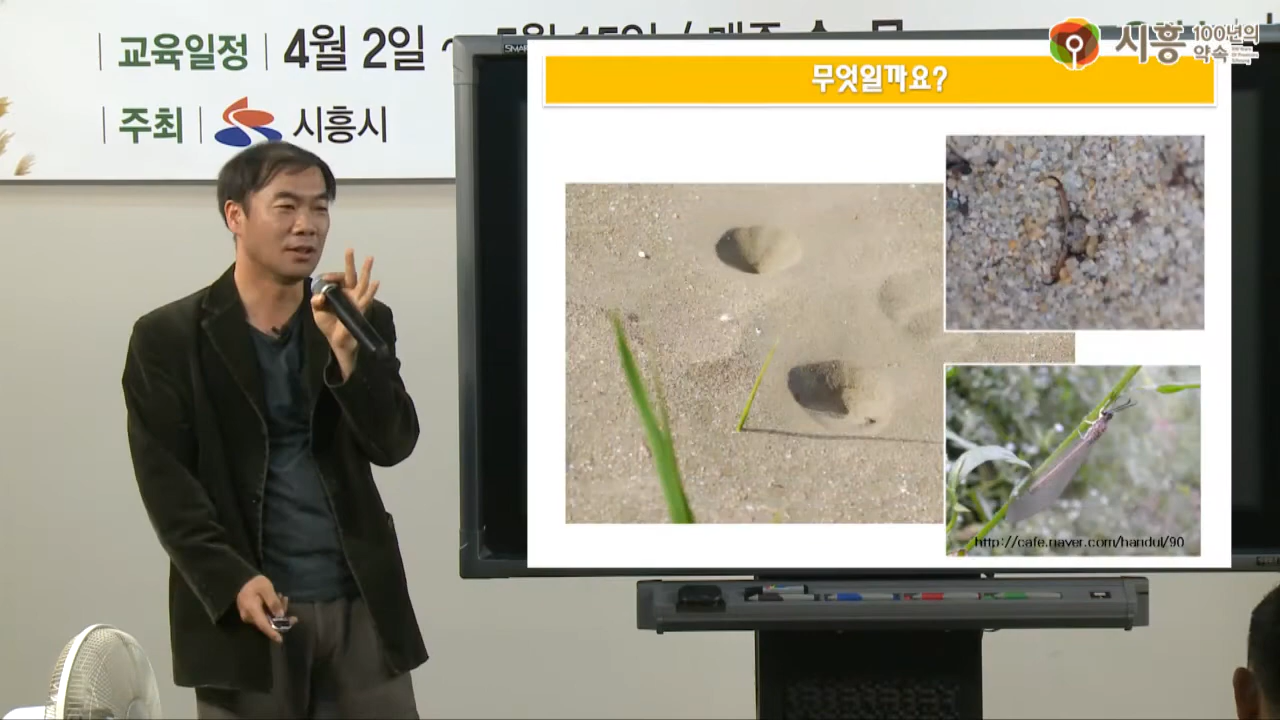 교육일정 4월 2일 ~
주최 시흥시
시흥 100년의 약속
SMAR
무엇일까요?
http://cafe.naver.com/handul/90